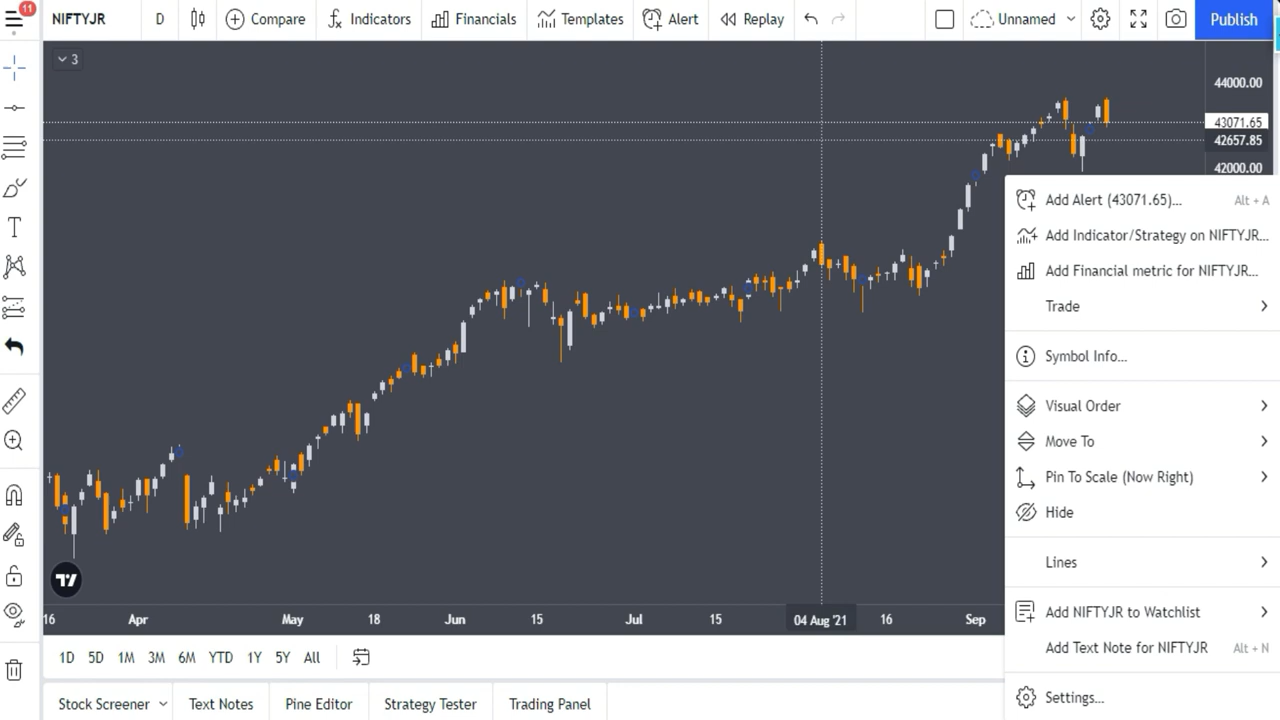 11
NIFTYJR
D
Compare
Indicators
Financials
Templates
Alert
Replay
Unnamed
Publish
3
44000.00
43071.65
42657.85
42000.00
Add Alert (43071.65)... Alt + A
Add Indicator/Strategy on NIFTYJR...
Add Financial metric for NIFTYJR...
Trade
Symbol Info...
Visual Order
Move To
Pin To Scale (Now Right)
Hide
Lines
Add NIFTYJR to Watchlist
Add Text Note for NIFTYJR Alt + N
Settings...
16 Apr May 18 Jun 15 Jul 15 04 Aug '21 16 Sep
1D 5D 1M 3M 6M YTD 1Y 5Y All
Stock Screener Text Notes Pine Editor Strategy Tester Trading Panel